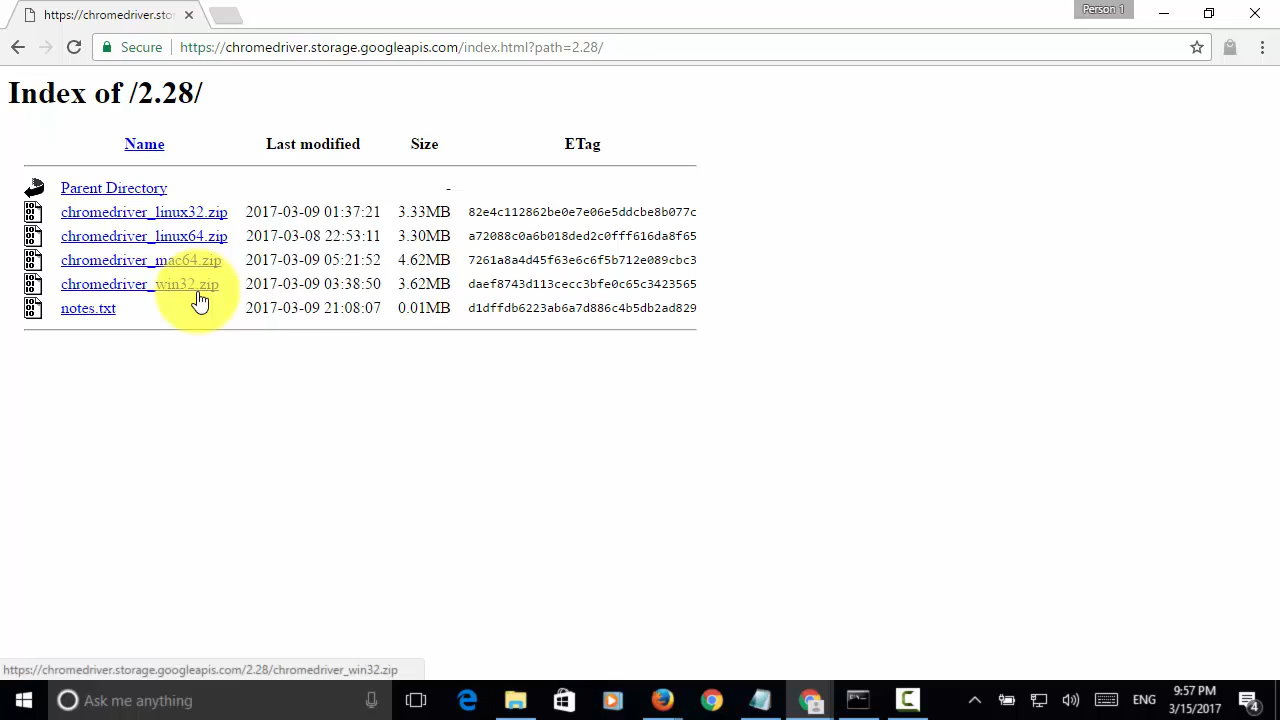 https://chromedriver.sto
Person 1
Secure https://chromedriver.storage.googleapis.com/index.html?path=2.28/
Index of /2.28/
Name Last modified Size ETag
Parent Directory -
chromedriver_linux32.zip 2017-03-09 01:37:21 3.33MB 82e4c112862be0e7e06e5ddcbe8b077c
chromedriver_linux64.zip 2017-03-08 22:53:11 3.30MB a72088c0a6b018ded2c0fff616da8f65
chromedriver_mac64.zip 2017-03-09 05:21:52 4.62MB 7261a8a4d45f63e6c6f5b712e089cbc3
chromedriver_win32.zip 2017-03-09 03:38:50 3.62MB daef8743d113cecc3bfe0c65c3423565
notes.txt 2017-03-09 21:08:07 0.01MB d1dffdb6223ab6a7d886c4b5db2ad829
https://chromedriver.storage.googleapis.com/2.28/chromedriver_win32.zip
Ask me anything
ENG
9:57 PM
3/15/2017
4